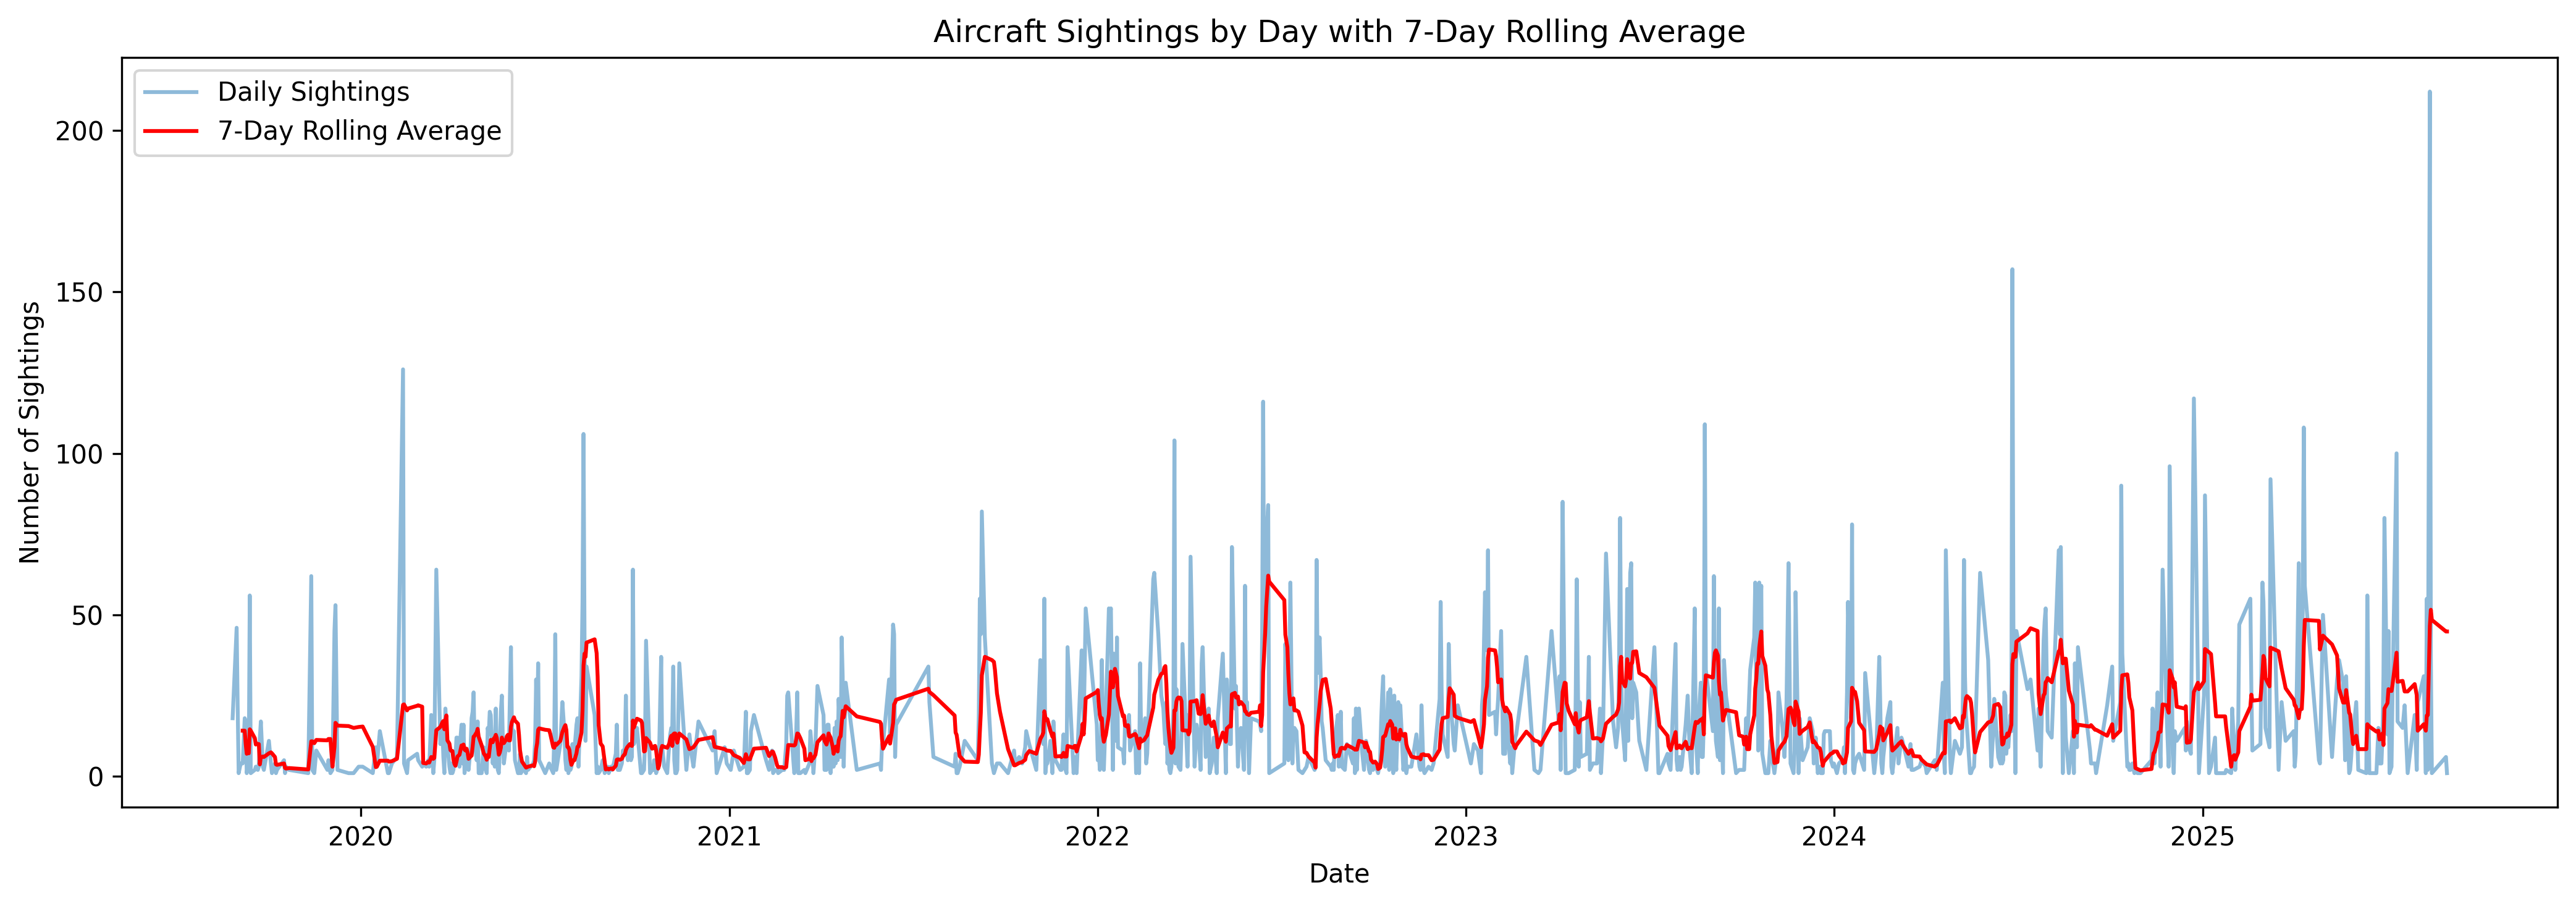 Aircraft Sightings by Day with 7-Day Rolling Average
Daily Sightings
7-Day Rolling Average
Number of Sightings
200
150
100
50
0
2020 2021 2022 2023 2024 2025
Date